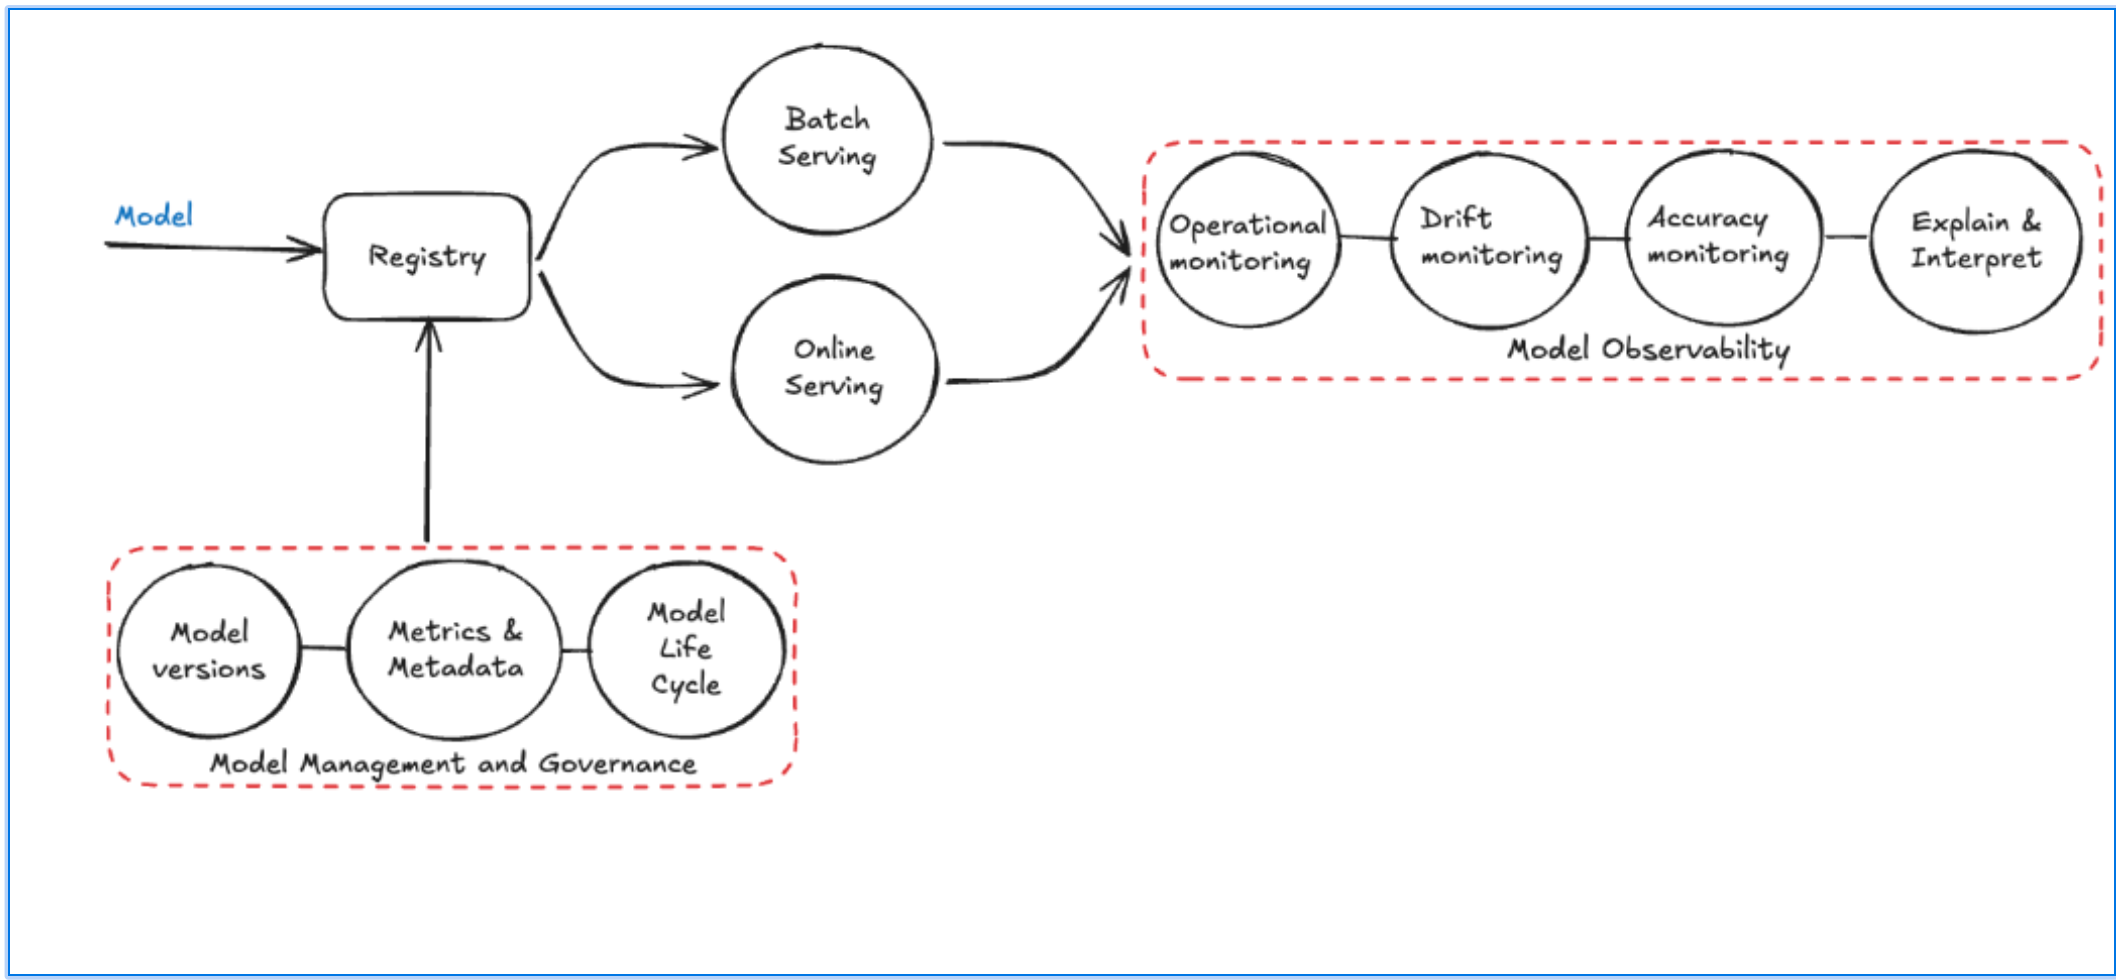 Model
Registry
Batch
Serving
Online
Serving
Operational
monitoring
Drift
monitoring
Accuracy
monitoring
Explain &
Interpret
Model Observability
Model
versions
Metrics &
Metadata
Model
Life
Cycle
Model Management and Governance